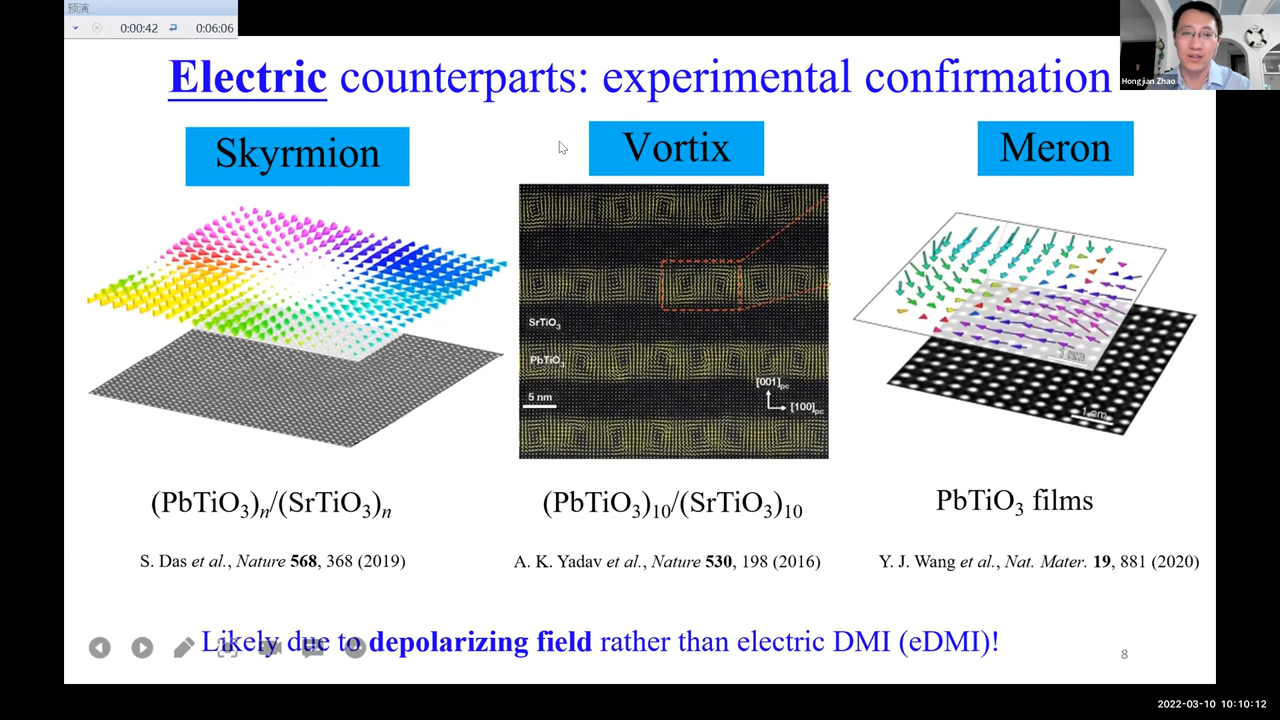 预演
0:00:42 0:06:06
Hongjian Zhao
Electric counterparts: experimental confirmation
Skyrmion
Vortix
Meron
SrTiO3
PbTiO3
5 nm
[001]pc
[100]pc
1 nm
(PbTiO3)n/(SrTiO3)n
(PbTiO3)10/(SrTiO3)10
PbTiO3 films
S. Das et al., Nature 568, 368 (2019)
A. K. Yadav et al., Nature 530, 198 (2016)
Y. J. Wang et al., Nat. Mater. 19, 881 (2020)
Likely due to depolarizing field rather than electric DMI (eDMI)!
8
2022-03-10 10:10:12